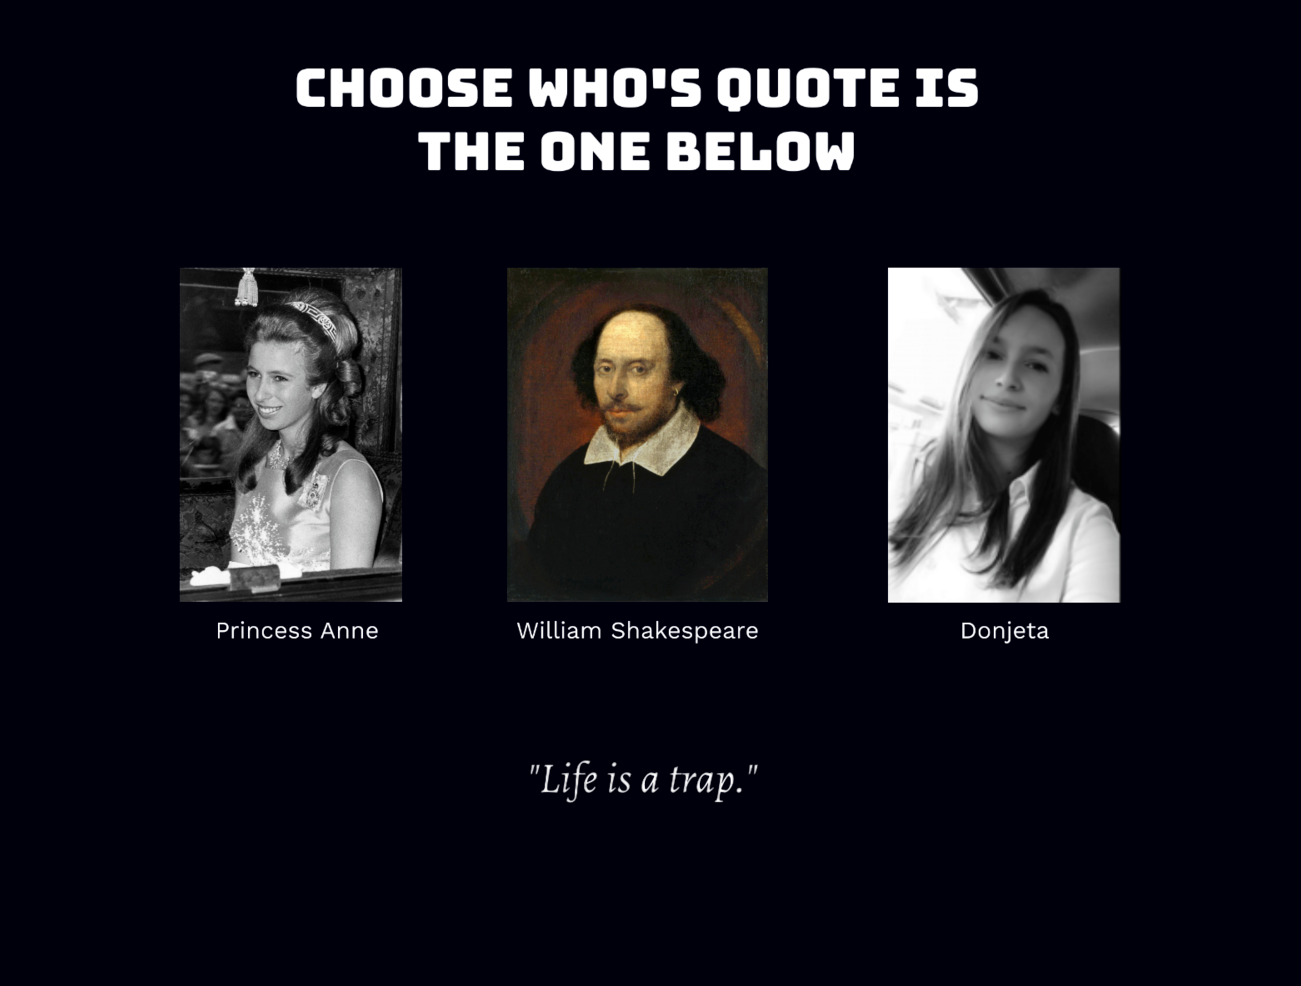 CHOOSE WHO'S QUOTE IS
THE ONE BELOW
Princess Anne
William Shakespeare
Donjeta
"Life is a trap."